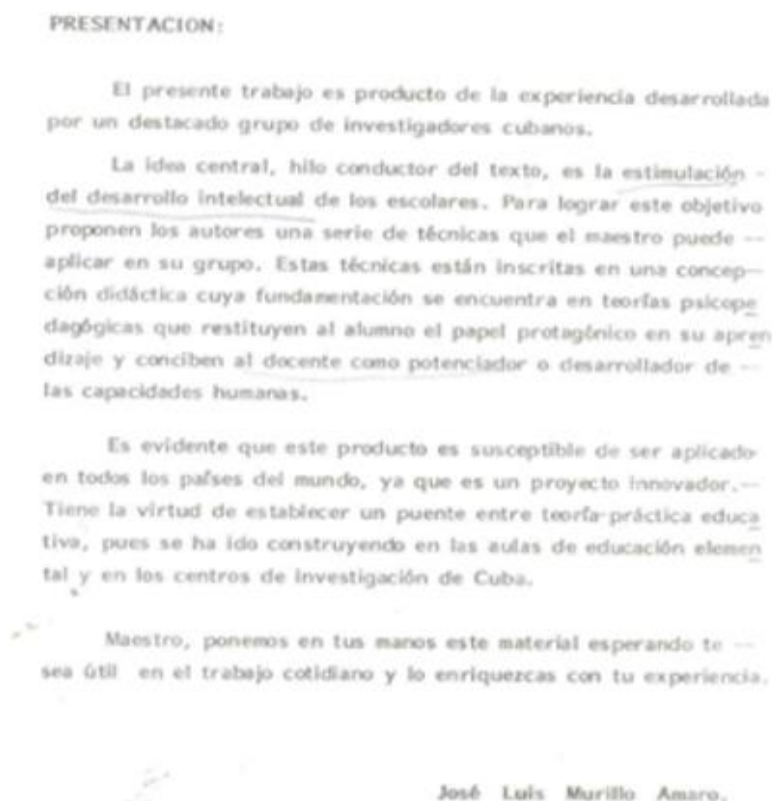 PRESENTACION:
El presente trabajo es producto de la experiencia desarrollada
por un destacado grupo de investigadores cubanos.
La idea central, hilo conductor del texto, es la estimulación -
del desarrollo intelectual de los escolares. Para lograr este objetivo
proponen los autores una serie de técnicas que el maestro puede --
aplicar en su grupo. Estas técnicas están inscritas en una concep-
ción didáctica cuya fundamentación se encuentra en teorías psicope
dagógicas que restituyen al alumno el papel protagónico en su apren
dizaje y conciben al docente como potenciador o desarrollador de --
las capacidades humanas.
Es evidente que este producto es susceptible de ser aplicado
en todos los países del mundo, ya que es un proyecto innovador.--
Tiene la virtud de establecer un puente entre teoría-práctica educa
tiva, pues se ha ido construyendo en las aulas de educación elemen
tal y en los centros de investigación de Cuba.
Maestro, ponemos en tus manos este material esperando te --
sea útil en el trabajo cotidiano y lo enriquezcas con tu experiencia.
José Luis Murillo Amaro.